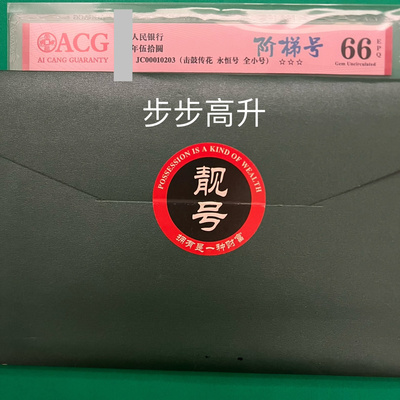 ACG
AI CANG GUARANTY
人民银行
年伍拾圆
JC00010203(击鼓传花 永恒号 全小号)
☆☆☆
阶梯号
66 EPQ
Gem Uncirculated
步步高升
POSSESSION IS A KIND OF WEALTH
靓号
拥有是一种财富